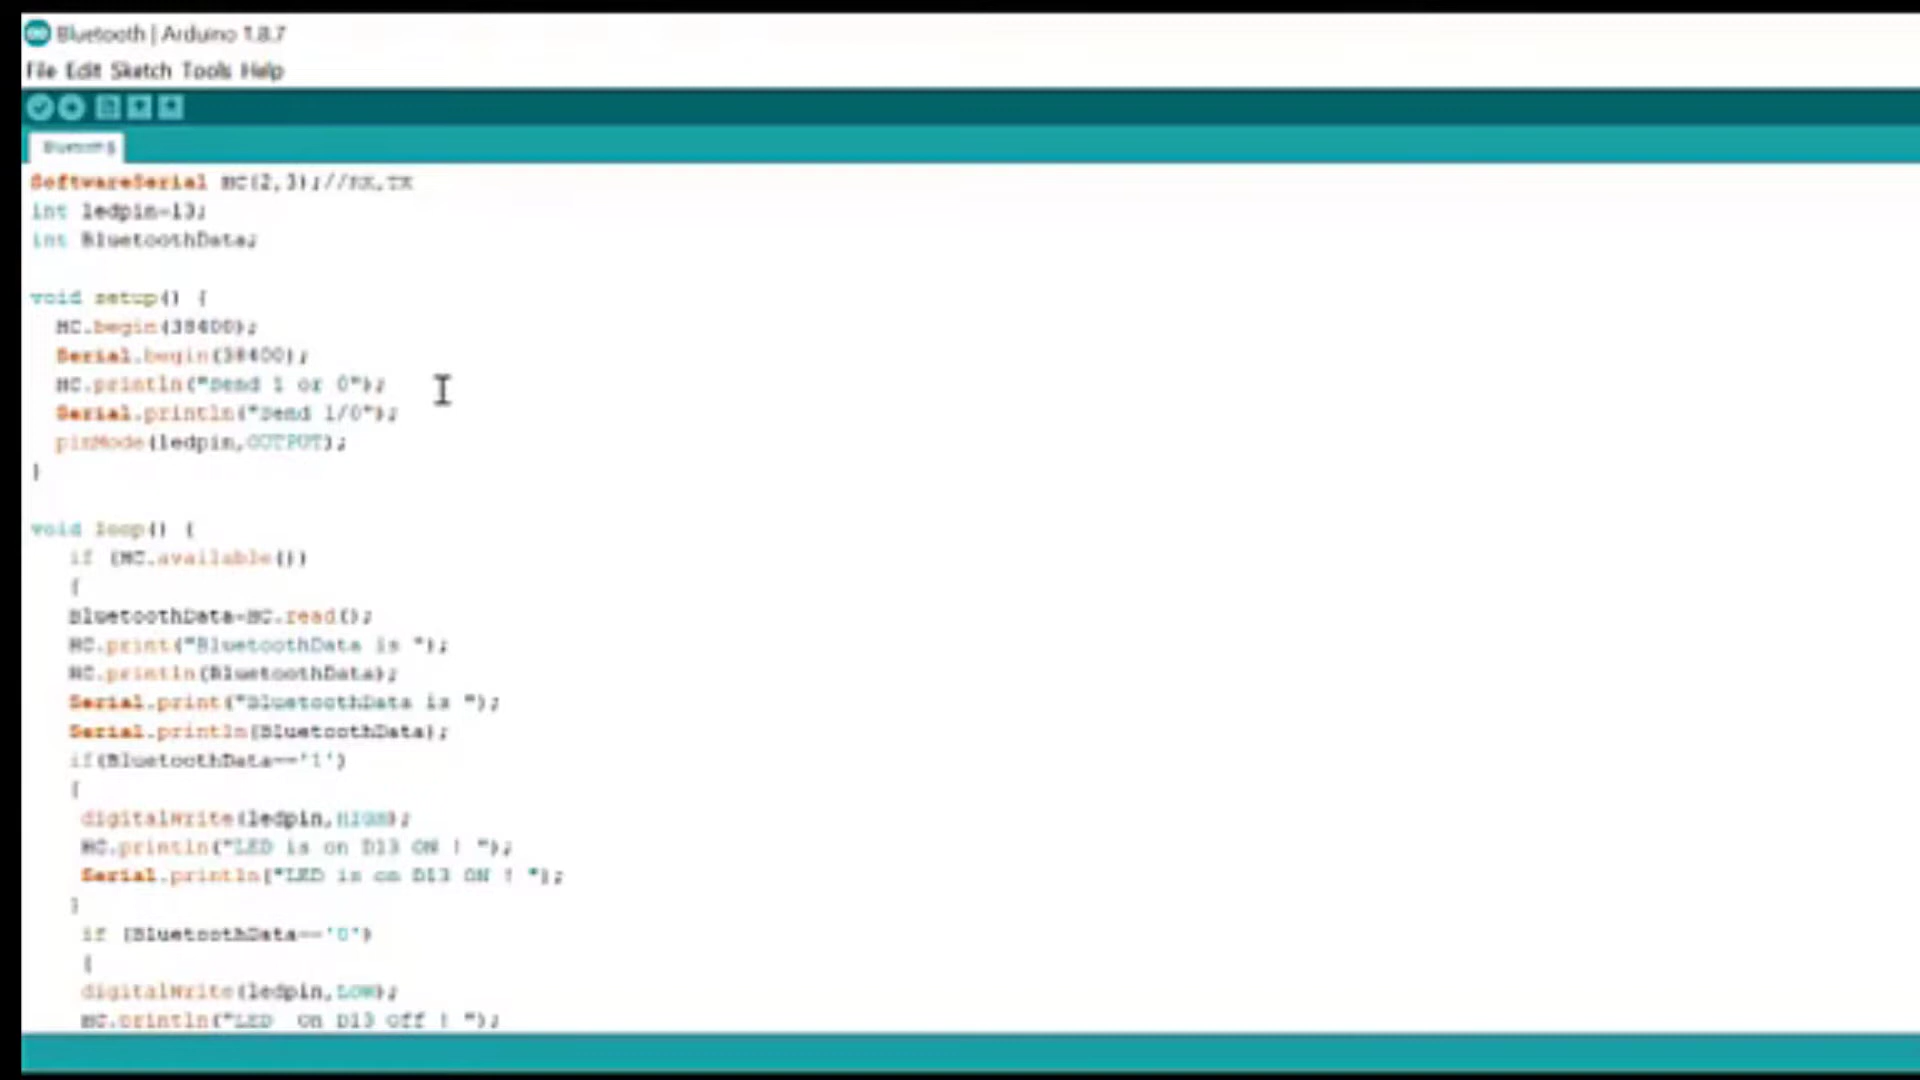 Bluetooth | Arduino 1.8.7
File Edit Sketch Tools Help
Bluetooth§
SoftwareSerial HC(2,3);//RX,TX
int ledpin=13;
int BluetoothData;
void setup() {
HC.begin(38400);
Serial.begin(38400);
HC.println("Send 1 or 0");
Serial.println("Send 1/0");
pinMode(ledpin,OUTPUT);
}
void loop() {
if (HC.available())
{
BluetoothData=HC.read();
HC.print("BluetoothData is ");
HC.println(BluetoothData);
Serial.print("BluetoothData is ");
Serial.println(BluetoothData);
if(BluetoothData=='1')
{
digitalWrite(ledpin,HIGH);
HC.println("LED is on D13 ON ! ");
Serial.println("LED is on D13 ON ! ");
}
if (BluetoothData=='0')
{
digitalWrite(ledpin,LOW);
HC.println("LED  On D13 Off ! ");